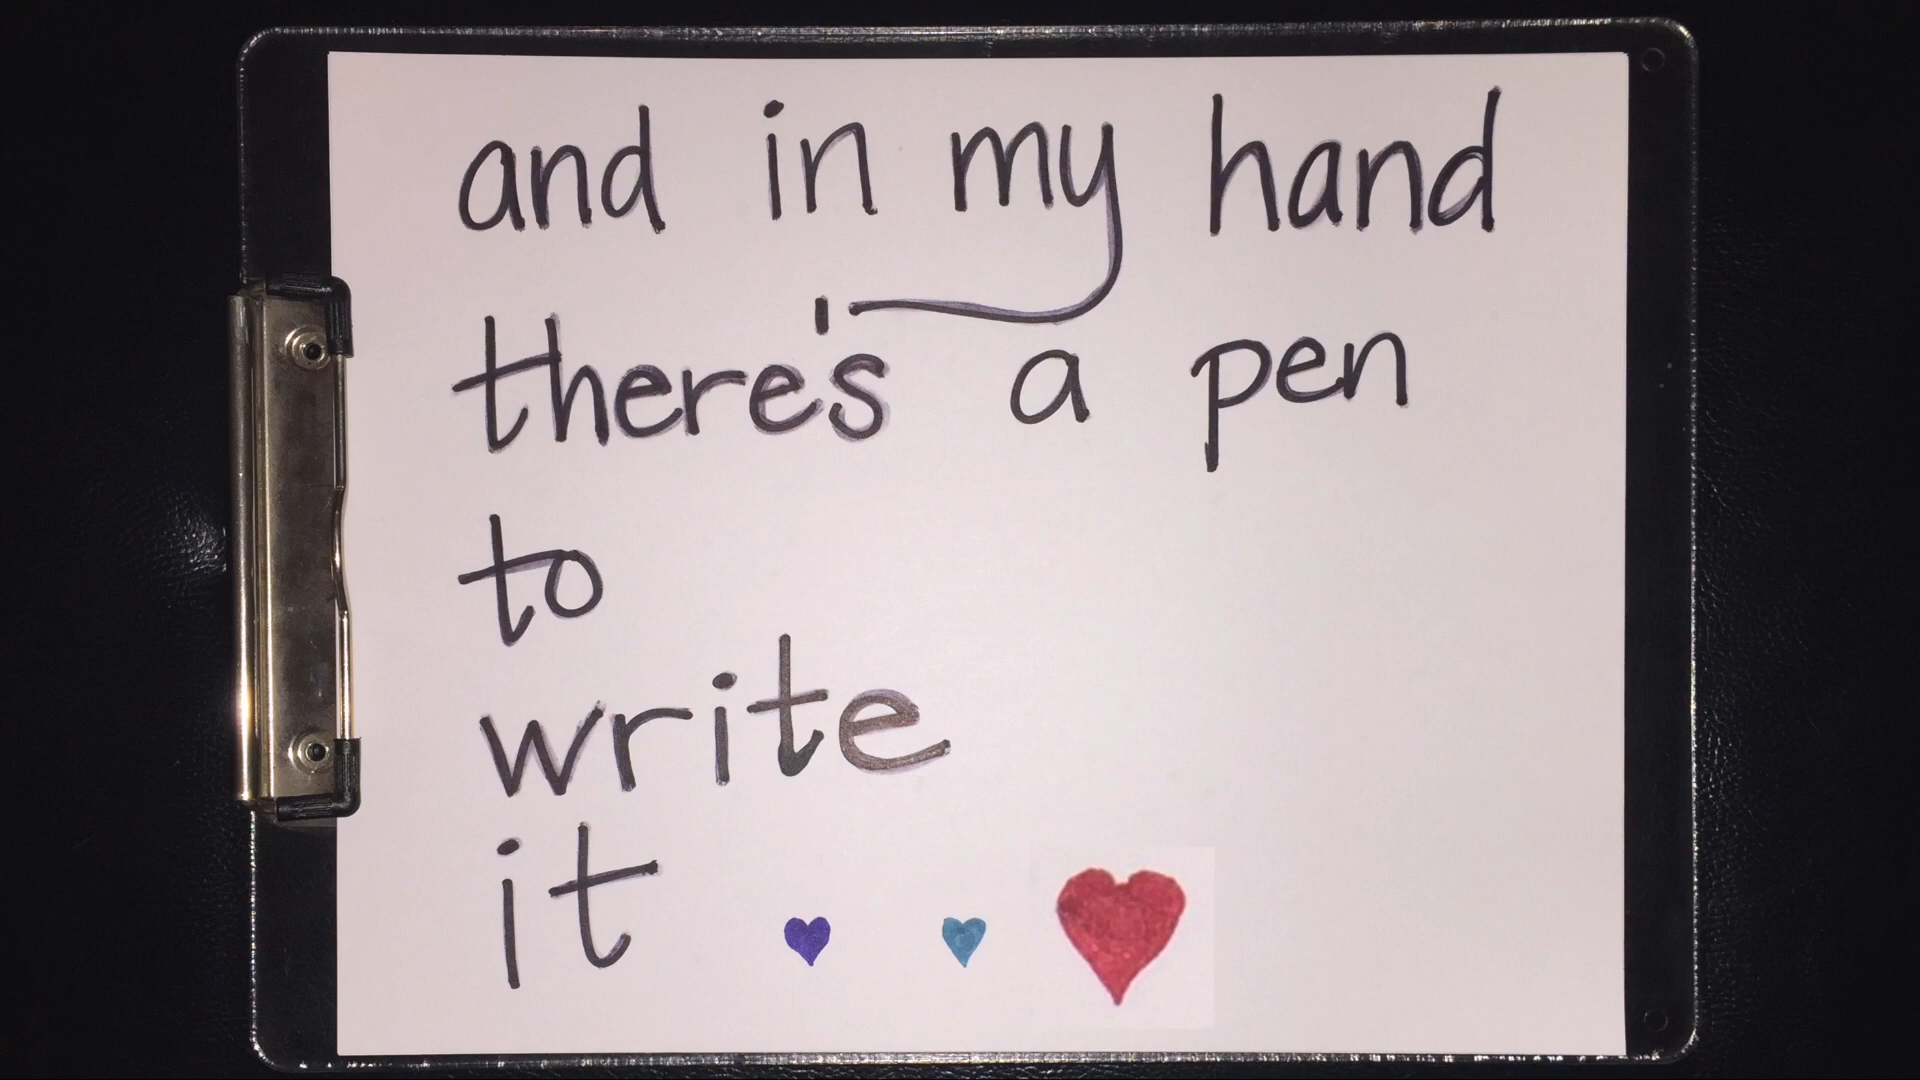 and in my hand
there's a pen
to
write
it